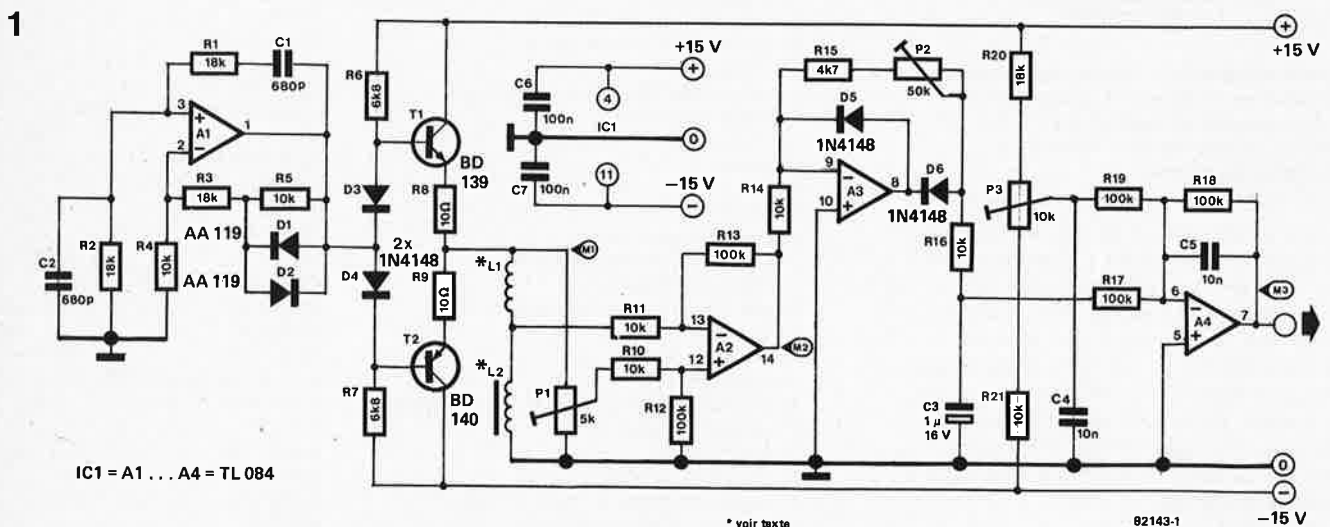 1
R1
18k
C1
680p
3
+
A1
1
2
−
R3
18k
R5
10k
AA 119
D1
AA 119
D2
C2
680p
R2
18k
R4
10k
R6
6k8
T1
BD
139
D3
R8
10Ω
2x
1N4148
D4
R9
10Ω
T2
BD
140
R7
6k8
C6
100n
C7
100n
+15 V
+
4
IC1
0
11
−15 V
−
*L1
*L2
M1
P1
5k
R11
10k
R10
10k
R12
100k
R13
100k
13
−
A2
12
+
14
M2
R14
10k
R15
4k7
P2
50k
D5
1N4148
9
−
A3
8
10
+
D6
1N4148
R16
10k
C3
1 µ
16 V
R20
18k
P3
10k
R21
10k
C4
10n
R19
100k
R18
100k
C5
10n
R17
100k
6
−
A4
7
5
+
M3
+
+15 V
0
−
−15 V
IC1 = A1 . . . A4 = TL 084
* voir texte
82143-1